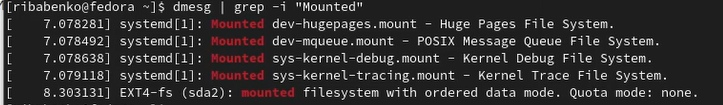 [ribabenko@fedora ~]$ dmesg | grep -i "Mounted"
[    7.078281] systemd[1]: Mounted dev-hugepages.mount - Huge Pages File System.
[    7.078492] systemd[1]: Mounted dev-mqueue.mount - POSIX Message Queue File System.
[    7.078638] systemd[1]: Mounted sys-kernel-debug.mount - Kernel Debug File System.
[    7.079118] systemd[1]: Mounted sys-kernel-tracing.mount - Kernel Trace File System.
[    8.303131] EXT4-fs (sda2): mounted filesystem with ordered data mode. Quota mode: none.